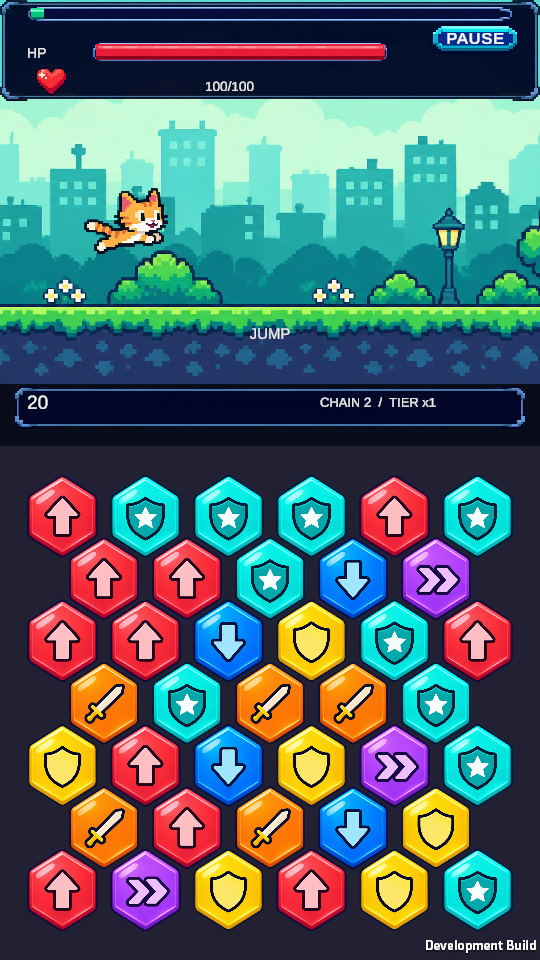 PAUSE
HP
100/100
JUMP
20
CHAIN 2 / TIER x1
Development Build